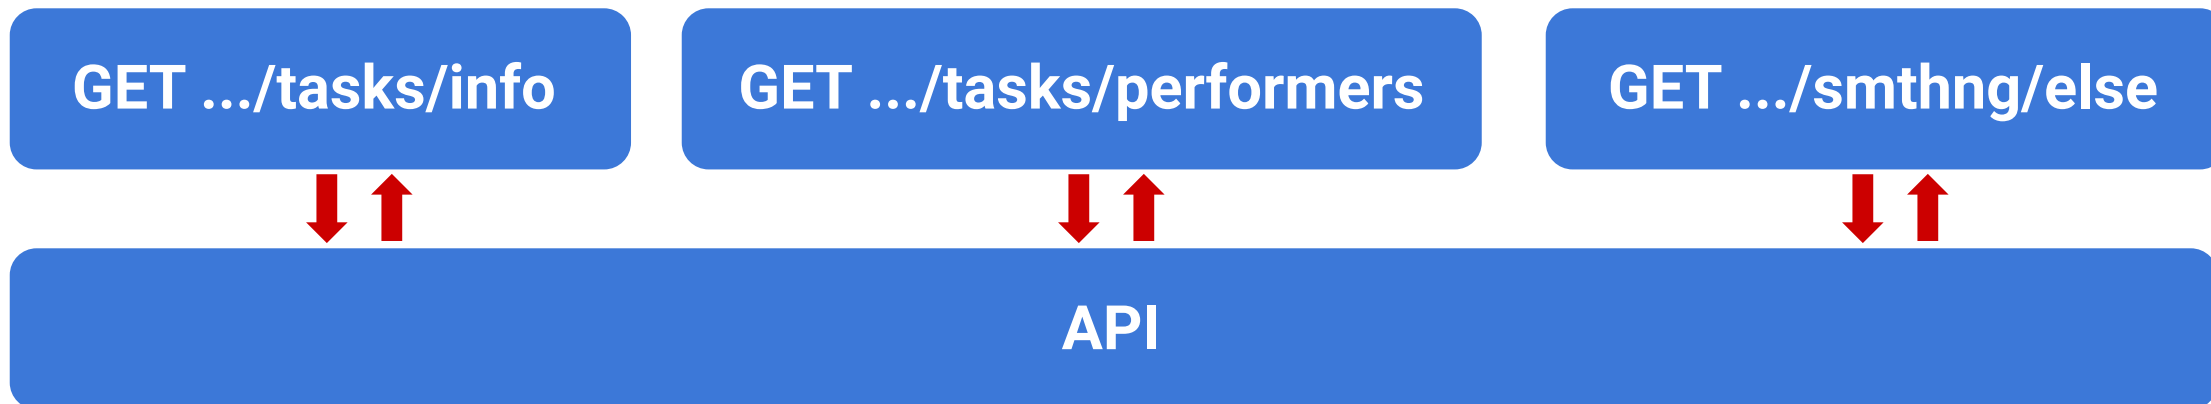 GET .../tasks/info
GET .../tasks/performers
GET .../smthng/else
API